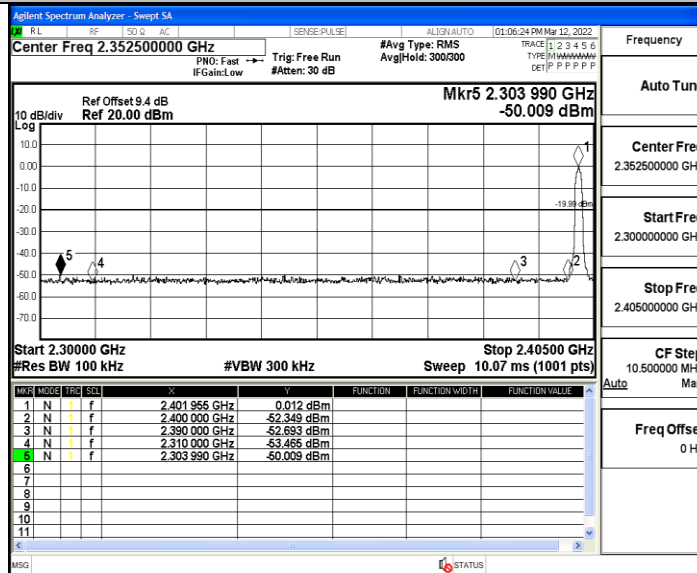 Agilent Spectrum Analyzer - Swept SA
RL RF 50 Ω AC SENSE:PULSE ALIGNAUTO 01:06:24 PM Mar 12, 2022
Center Freq 2.352500000 GHz
PNO: Fast
IFGain:Low
Trig: Free Run
#Atten: 30 dB
#Avg Type: RMS
Avg|Hold: 300/300
TRACE 1 2 3 4 5 6
TYPE M W W W W W
DET P P P P P P
Mkr5 2.303 990 GHz
-50.009 dBm
Ref Offset 9.4 dB
10 dB/div Ref 20.00 dBm
Log
10.0
0.00
-10.0
-20.0
-30.0
-40.0
-50.0
-60.0
-70.0
1
-19.99 dBm
5 4 3 2
Start 2.30000 GHz Stop 2.40500 GHz
#Res BW 100 kHz #VBW 300 kHz Sweep 10.07 ms (1001 pts)
MKR MODE TRC SCL X Y FUNCTION FUNCTION WIDTH FUNCTION VALUE
1 N 1 f 2.401 955 GHz 0.012 dBm
2 N 1 f 2.400 000 GHz -52.349 dBm
3 N 1 f 2.390 000 GHz -52.693 dBm
4 N 1 f 2.310 000 GHz -53.465 dBm
5 N 1 f 2.303 990 GHz -50.009 dBm
6
7
8
9
10
11
MSG STATUS
Frequency
Auto Tun
Center Fre
2.352500000 GH
Start Fre
2.300000000 GH
Stop Fre
2.405000000 GH
CF Ste
10.500000 MH
Auto Ma
Freq Offse
0 H